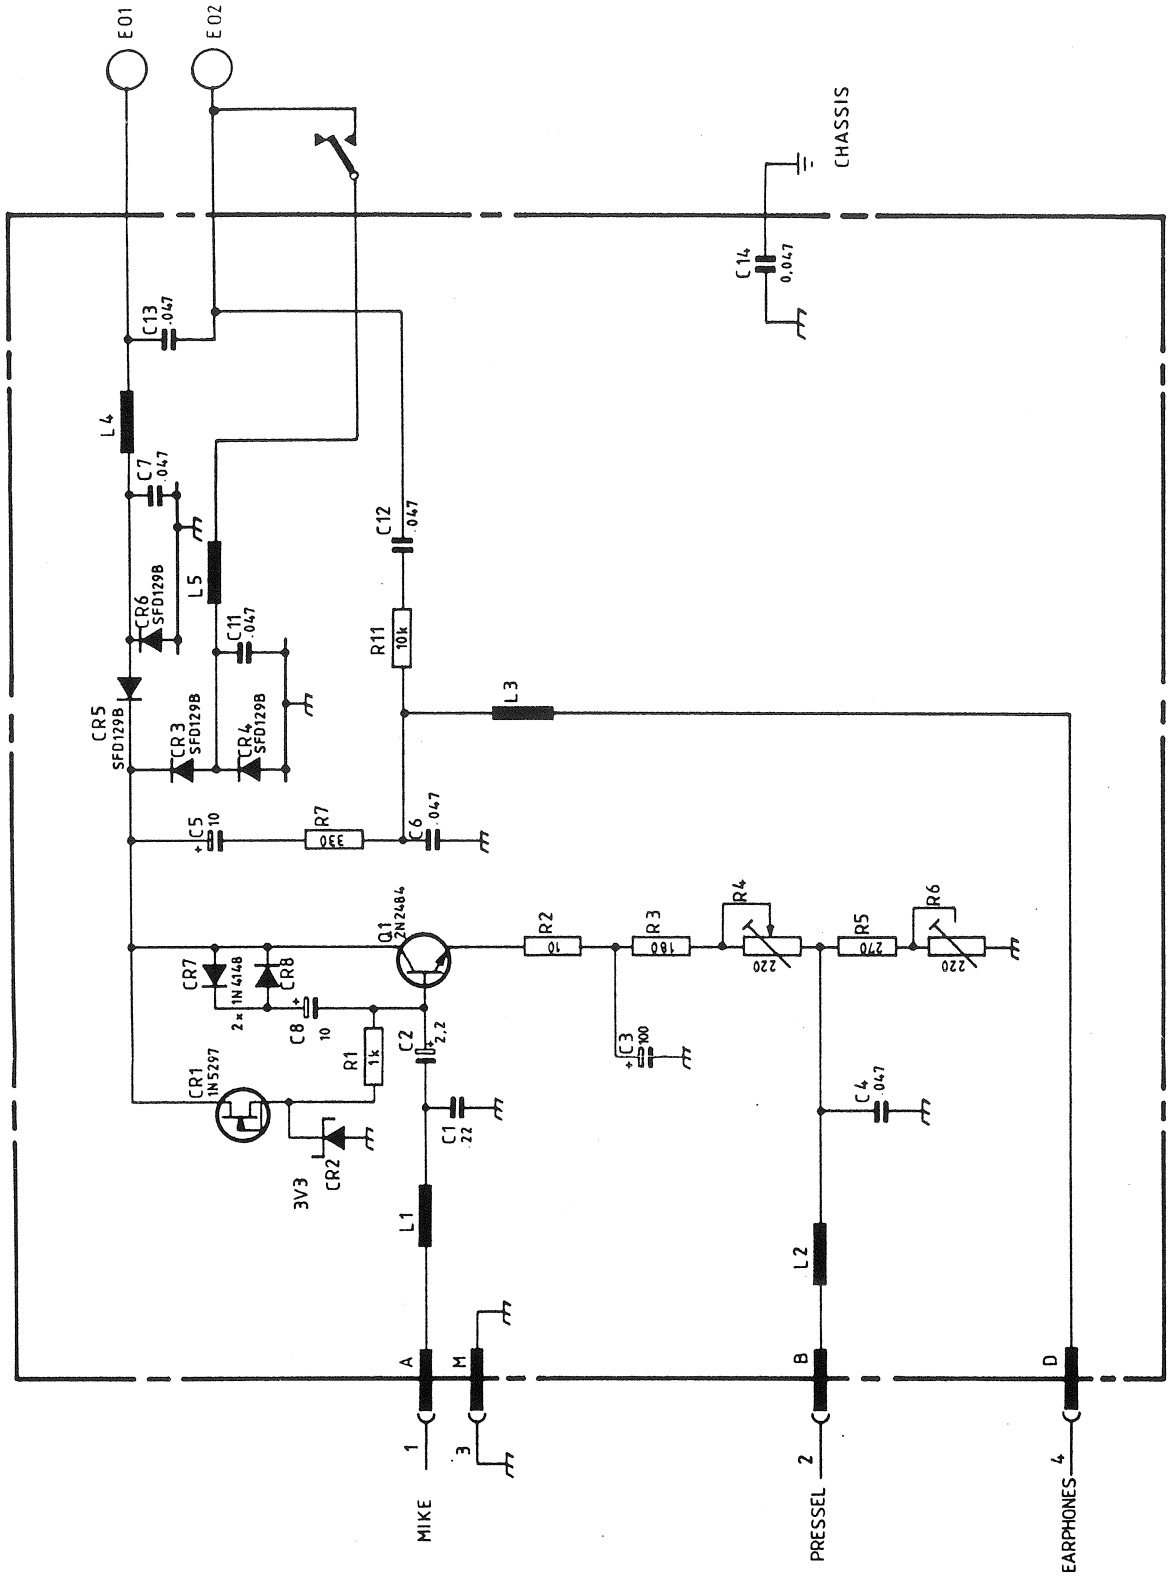 E01
E02
CHASSIS
C14
0,047
C13
.047
L4
C7
.047
CR6
SFD129B
L5
C11
.047
C12
.047
R11
10k
CR5
SFD129B
CR3
SFD129B
CR4
SFD129B
L3
C5
+
10
R7
330
C6
.047
Q1
2N2484
CR7
2x 1N4148
CR8
C8
+
10
R2
10
R3
180
R4
220
R5
270
R6
220
CR1
1N5297
R1
1k
C2
+
2,2
C3
+
100
3V3
CR2
C1
.22
C4
.047
L1
L2
A
M
B
D
1
3
2
4
MIKE
PRESSEL
EARPHONES